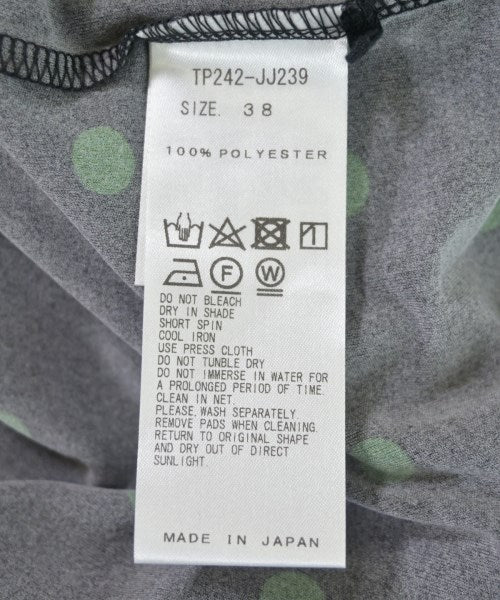 TP242-JJ239
SIZE. 38
100% POLYESTER
F W
DO NOT BLEACH
DRY IN SHADE
SHORT SPIN
COOL IRON
USE PRESS CLOTH
DO NOT TUMBLE DRY
DO NOT IMMERSE IN WATER FOR
A PROLONGED PERIOD OF TIME.
CLEAN IN NET.
PLEASE, WASH SEPARATELY.
REMOVE PADS WHEN CLEANING.
RETURN TO ORIGINAL SHAPE
AND DRY OUT OF DIRECT
SUNLIGHT.
MADE IN JAPAN